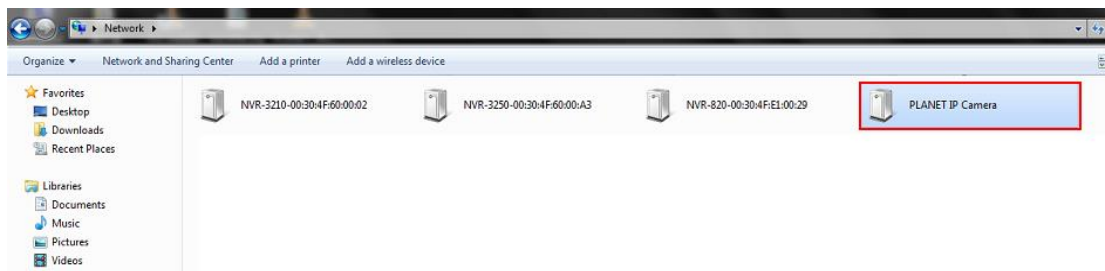 Network
Organize Network and Sharing Center Add a printer Add a wireless device
Favorites
Desktop
Downloads
Recent Places
Libraries
Documents
Music
Pictures
Videos
NVR-3210-00:30:4F:60:00:02 NVR-3250-00:30:4F:60:00:A3 NVR-820-00:30:4F:E1:00:29 PLANET IP Camera